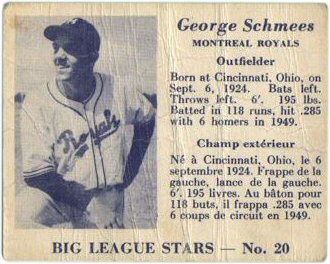 George Schmees
MONTREAL ROYALS
Outfielder
Born at Cincinnati, Ohio, on
Sept. 6, 1924. Bats left.
Throws left. 6'. 195 lbs.
Batted in 118 runs, hit .285
with 6 homers in 1949.
Champ extérieur
Né à Cincinnati, Ohio, le 6
septembre 1924. Frappe de la
gauche, lance de la gauche.
6'. 195 livres. Au bâton pour
118 buts, il frappa .285 avec
6 coups de circuit en 1949.
Royals
BIG LEAGUE STARS — No. 20